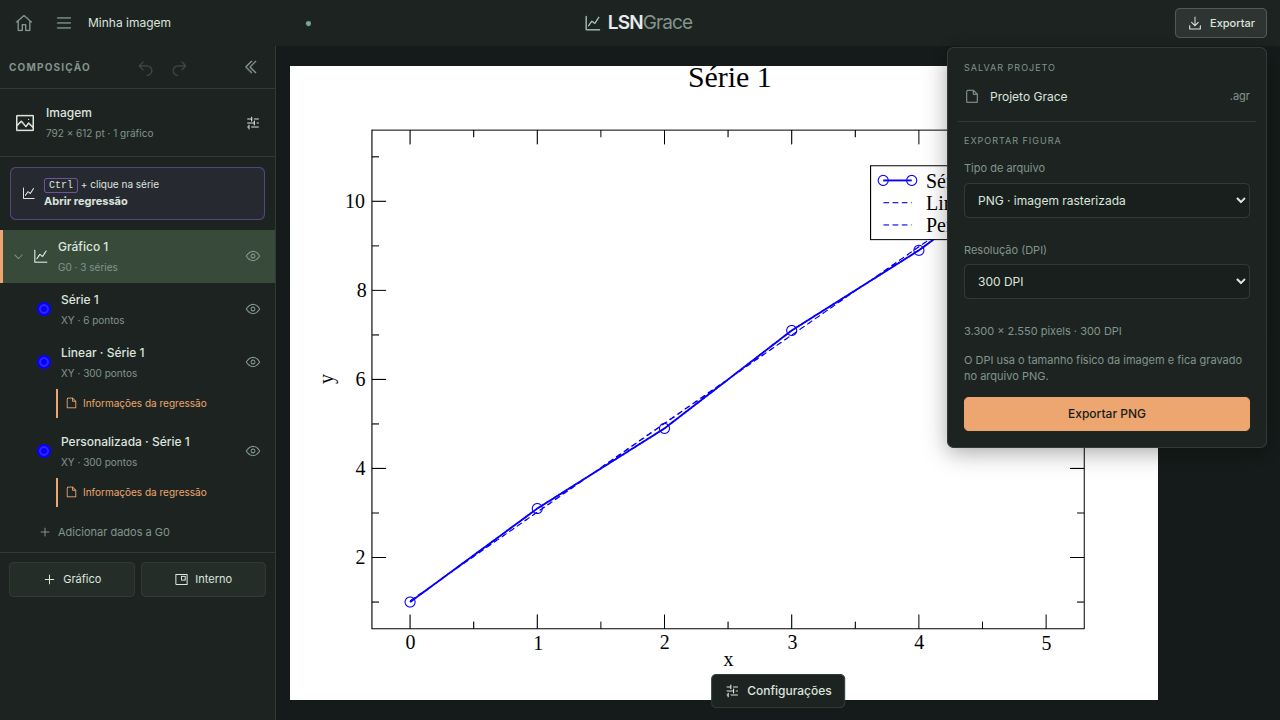 Minha imagem
LSNGrace
Exportar
COMPOSIÇÃO
Imagem
792 × 612 pt · 1 gráfico
Ctrl + clique na série
Abrir regressão
Gráfico 1
G0 · 3 séries
Série 1
XY · 6 pontos
Linear · Série 1
XY · 300 pontos
Informações da regressão
Personalizada · Série 1
XY · 300 pontos
Informações da regressão
Adicionar dados a G0
Gráfico
Interno
Série 1
10
8
6
4
2
y
0 1 2 3 4 5
x
Sé
Li
Pe
Configurações
SALVAR PROJETO
Projeto Grace
.agr
EXPORTAR FIGURA
Tipo de arquivo
PNG · imagem rasterizada
Resolução (DPI)
300 DPI
3.300 × 2.550 pixels · 300 DPI
O DPI usa o tamanho físico da imagem e fica gravado
no arquivo PNG.
Exportar PNG